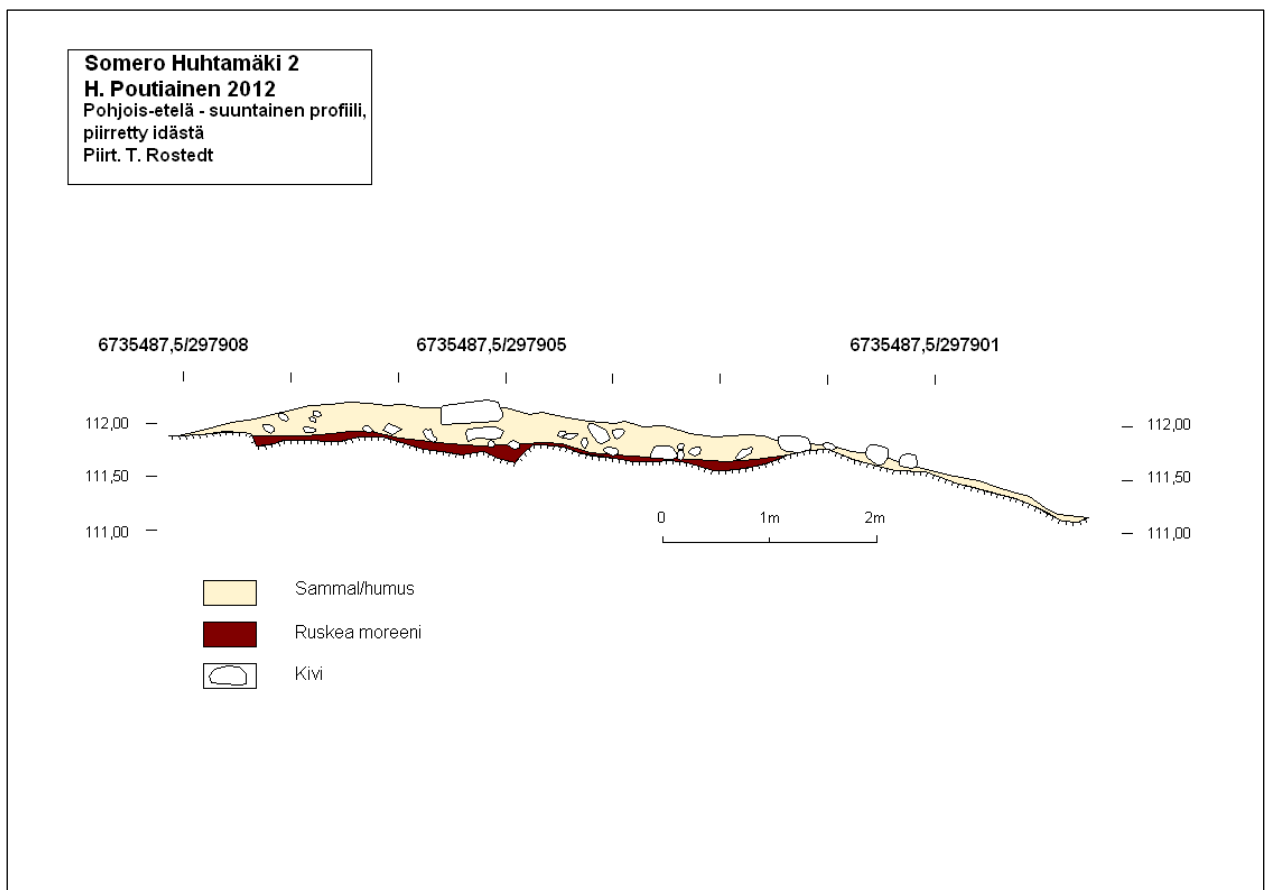 Somero Huhtamäki 2
H. Poutiainen 2012
Pohjois-etelä - suuntainen profiili,
piirretty idästä
Piirt. T. Rostedt
6735487,5/297908 6735487,5/297905 6735487,5/297901
112,00 112,00
111,50 111,50
111,00 111,00
0 1m 2m
Sammal/humus
Ruskea moreeni
Kivi